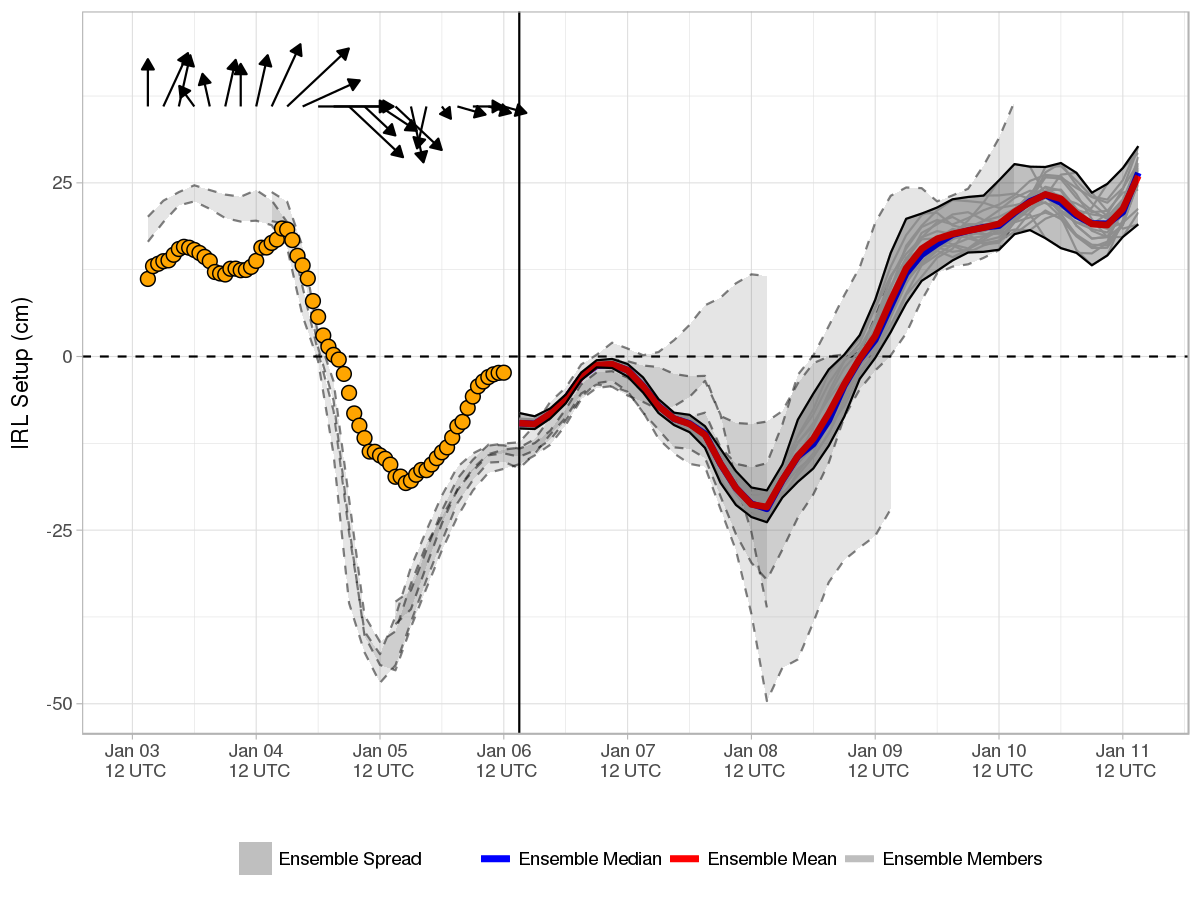 IRL Setup (cm)
25
0
-25
-50
Jan 03 Jan 04 Jan 05 Jan 06 Jan 07 Jan 08 Jan 09 Jan 10 Jan 11
12 UTC 12 UTC 12 UTC 12 UTC 12 UTC 12 UTC 12 UTC 12 UTC 12 UTC
Ensemble Spread Ensemble Median Ensemble Mean Ensemble Members